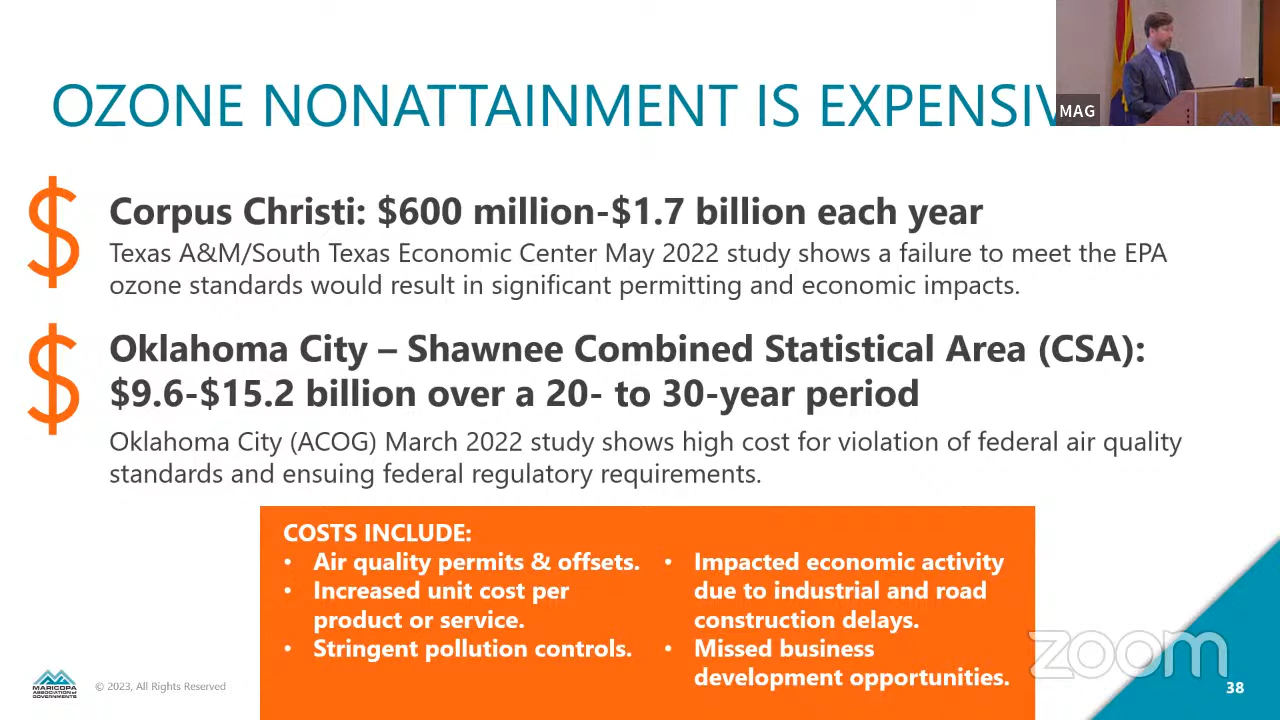 OZONE NONATTAINMENT IS EXPENSIV
MAG
Corpus Christi: $600 million-$1.7 billion each year
Texas A&M/South Texas Economic Center May 2022 study shows a failure to meet the EPA
ozone standards would result in significant permitting and economic impacts.
Oklahoma City – Shawnee Combined Statistical Area (CSA):
$9.6-$15.2 billion over a 20- to 30-year period
Oklahoma City (ACOG) March 2022 study shows high cost for violation of federal air quality
standards and ensuing federal regulatory requirements.
COSTS INCLUDE:
• Air quality permits & offsets.
• Increased unit cost per
product or service.
• Stringent pollution controls.
• Impacted economic activity
due to industrial and road
construction delays.
• Missed business
development opportunities.
MARICOPA
ASSOCIATION of
GOVERNMENTS
© 2023, All Rights Reserved
zoom
38